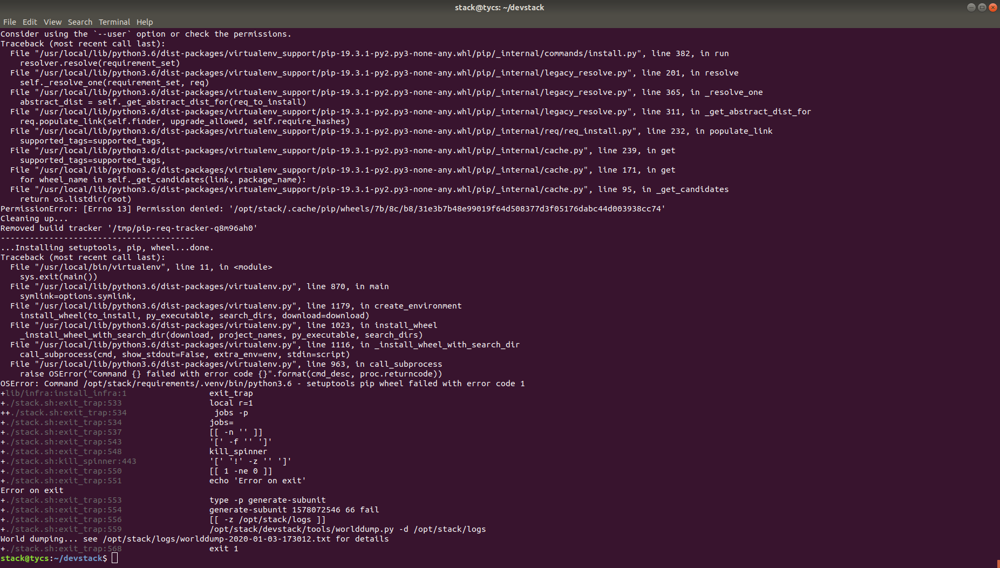 stack@tycs: ~/devstack
File Edit View Search Terminal Help
Consider using the `--user` option or check the permissions.
Traceback (most recent call last):
  File "/usr/local/lib/python3.6/dist-packages/virtualenv_support/pip-19.3.1-py2.py3-none-any.whl/pip/_internal/commands/install.py", line 382, in run
    resolver.resolve(requirement_set)
  File "/usr/local/lib/python3.6/dist-packages/virtualenv_support/pip-19.3.1-py2.py3-none-any.whl/pip/_internal/legacy_resolve.py", line 201, in resolve
    self._resolve_one(requirement_set, req)
  File "/usr/local/lib/python3.6/dist-packages/virtualenv_support/pip-19.3.1-py2.py3-none-any.whl/pip/_internal/legacy_resolve.py", line 365, in _resolve_one
    abstract_dist = self._get_abstract_dist_for(req_to_install)
  File "/usr/local/lib/python3.6/dist-packages/virtualenv_support/pip-19.3.1-py2.py3-none-any.whl/pip/_internal/legacy_resolve.py", line 311, in _get_abstract_dist_for
    req.populate_link(self.finder, upgrade_allowed, self.require_hashes)
  File "/usr/local/lib/python3.6/dist-packages/virtualenv_support/pip-19.3.1-py2.py3-none-any.whl/pip/_internal/req/req_install.py", line 232, in populate_link
    supported_tags=supported_tags,
  File "/usr/local/lib/python3.6/dist-packages/virtualenv_support/pip-19.3.1-py2.py3-none-any.whl/pip/_internal/cache.py", line 239, in get
    supported_tags=supported_tags,
  File "/usr/local/lib/python3.6/dist-packages/virtualenv_support/pip-19.3.1-py2.py3-none-any.whl/pip/_internal/cache.py", line 171, in get
    for wheel_name in self._get_candidates(link, package_name):
  File "/usr/local/lib/python3.6/dist-packages/virtualenv_support/pip-19.3.1-py2.py3-none-any.whl/pip/_internal/cache.py", line 95, in _get_candidates
    return os.listdir(root)
PermissionError: [Errno 13] Permission denied: '/opt/stack/.cache/pip/wheels/7b/8c/b8/31e3b7b48e99019f64d508377d3f05176dabc44d003938cc74'
Cleaning up...
Removed build tracker '/tmp/pip-req-tracker-q8m96ah0'
----------------------------------------
...Installing setuptools, pip, wheel...done.
Traceback (most recent call last):
  File "/usr/local/bin/virtualenv", line 11, in <module>
    sys.exit(main())
  File "/usr/local/lib/python3.6/dist-packages/virtualenv.py", line 870, in main
    symlink=options.symlink,
  File "/usr/local/lib/python3.6/dist-packages/virtualenv.py", line 1179, in create_environment
    install_wheel(to_install, py_executable, search_dirs, download=download)
  File "/usr/local/lib/python3.6/dist-packages/virtualenv.py", line 1023, in install_wheel
    _install_wheel_with_search_dir(download, project_names, py_executable, search_dirs)
  File "/usr/local/lib/python3.6/dist-packages/virtualenv.py", line 1116, in _install_wheel_with_search_dir
    call_subprocess(cmd, show_stdout=False, extra_env=env, stdin=script)
  File "/usr/local/lib/python3.6/dist-packages/virtualenv.py", line 963, in call_subprocess
    raise OSError("Command {} failed with error code {}".format(cmd_desc, proc.returncode))
OSError: Command /opt/stack/requirements/.venv/bin/python3.6 - setuptools pip wheel failed with error code 1
+lib/infra:install_infra:1                 exit_trap
+./stack.sh:exit_trap:533                  local r=1
++./stack.sh:exit_trap:534                  jobs -p
+./stack.sh:exit_trap:534                  jobs=
+./stack.sh:exit_trap:537                  [[ -n '' ]]
+./stack.sh:exit_trap:543                  '[' -f '' ']'
+./stack.sh:exit_trap:548                  kill_spinner
+./stack.sh:kill_spinner:443               '[' '!' -z '' ']'
+./stack.sh:exit_trap:550                  [[ 1 -ne 0 ]]
+./stack.sh:exit_trap:551                  echo 'Error on exit'
Error on exit
+./stack.sh:exit_trap:553                  type -p generate-subunit
+./stack.sh:exit_trap:554                  generate-subunit 1578072546 66 fail
+./stack.sh:exit_trap:556                  [[ -z /opt/stack/logs ]]
+./stack.sh:exit_trap:559                  /opt/stack/devstack/tools/worlddump.py -d /opt/stack/logs
World dumping... see /opt/stack/logs/worlddump-2020-01-03-173012.txt for details
+./stack.sh:exit_trap:568                  exit 1
stack@tycs:~/devstack$